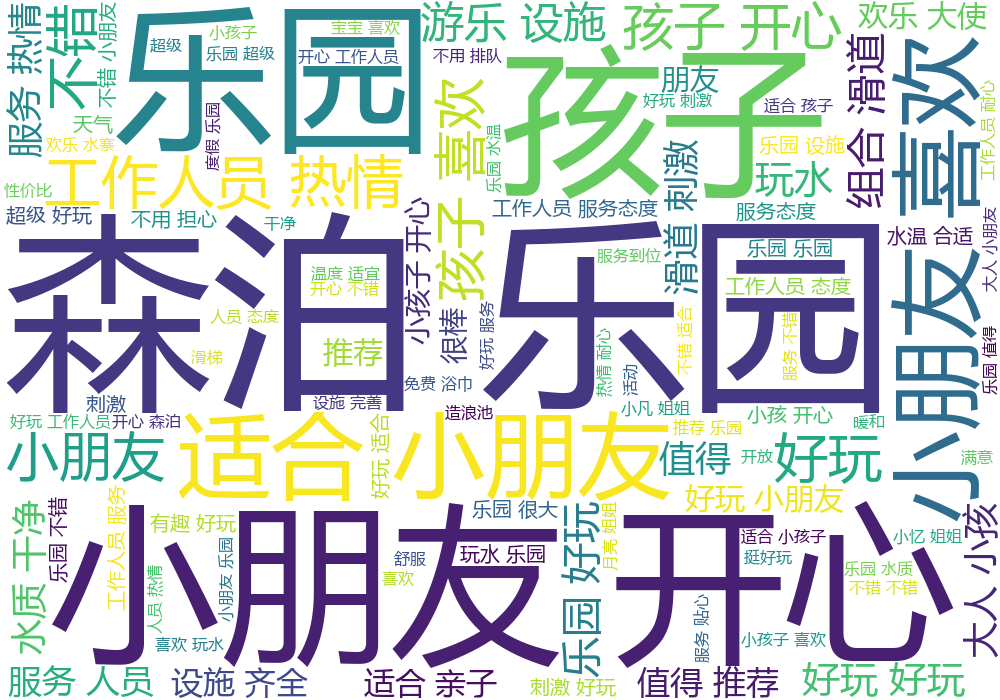 服务 热情
不错
不错 小朋友
乐园
超级
小孩子
乐园 超级
宝宝 喜欢
开心 工作人员
游乐 设施
不用 排队
孩子 开心
欢乐 大使
天气
欢乐 水寨
度假 乐园
喜欢
乐园 水温
孩子
朋友
好玩 刺激
适合 孩子
乐园 设施
组合 滑道
喜欢
工作人员 耐心
工作人员 热情
性价比
超级 好玩
不用 担心
干净
工作人员 服务态度
滑道 刺激
玩水
服务态度
水温 合适
大人 小朋友
森泊 乐园
小孩子 开心
孩子
服务到位
乐园 乐园
温度 适宜
开心 不错
工作人员 态度
人员 态度
滑梯
推荐
很棒
好玩 服务
热情 耐心
活动
不错 适合
服务 不错
小朋友
乐园 值得
免费 浴巾
刺激
设施 完善
造浪池
小凡 姐姐
小孩 开心
暖和
好玩 工作人员
开心 森泊
小朋友
适合 小朋友
好玩 适合
推荐 乐园
值得
开放
好玩
满意
水质 干净
乐园 不错
工作人员 服务
有趣 好玩
乐园 很大
好玩 小朋友
小朋友 开心
人员 热情
小朋友 乐园
舒服
喜欢
玩水 乐园
乐园 好玩
月亮 姐姐
适合 小孩子
挺好玩
小忆 姐姐
乐园 水质
不错 不错
大人 小孩
喜欢 玩水
服务 贴心
小孩子 喜欢
服务 人员
设施 齐全
适合 亲子
刺激 好玩
值得 推荐
好玩 好玩